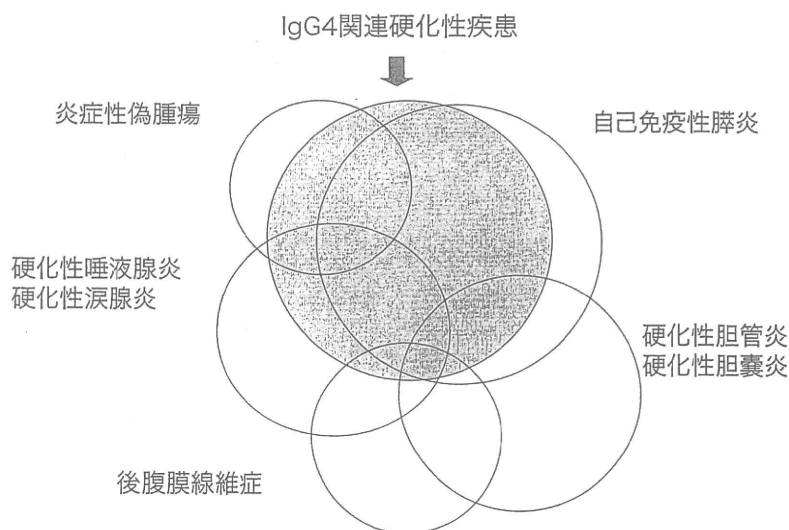 IgG4関連硬化性疾患
炎症性偽腫瘍
自己免疫性膵炎
硬化性唾液腺炎
硬化性涙腺炎
硬化性胆管炎
硬化性胆嚢炎
後腹膜線維症